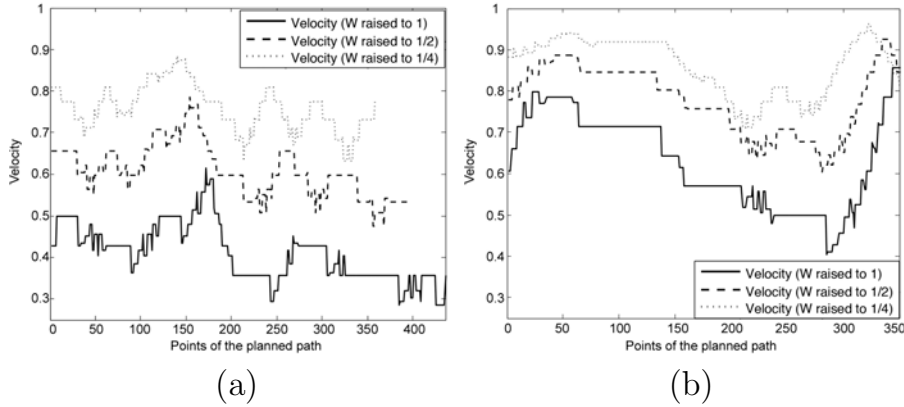 1
0.9
0.8
0.7
0.6
0.5
0.4
0.3
Velocity
Velocity (W raised to 1)
Velocity (W raised to 1/2)
Velocity (W raised to 1/4)
0 50 100 150 200 250 300 350 400
Points of the planned path
(a)
1
0.9
0.8
0.7
0.6
0.5
0.4
0.3
Velocity
Velocity (W raised to 1)
Velocity (W raised to 1/2)
Velocity (W raised to 1/4)
0 50 100 150 200 250 300 350
Points of the planned path
(b)